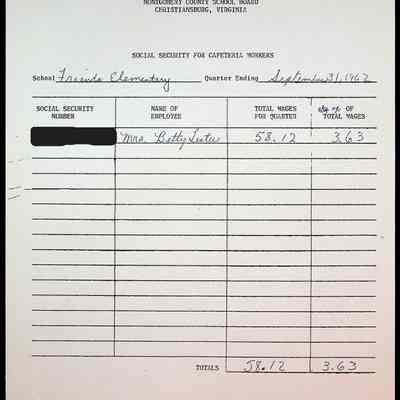 MONTGOMERY COUNTY SCHOOL BOARD
CHRISTIANSBURG, VIRGINIA
SOCIAL SECURITY FOR CAFETERIA WORKERS
School Friends Elementary Quarter Ending September 31, 1962
SOCIAL SECURITY NUMBER NAME OF EMPLOYEE TOTAL WAGES FOR QUARTER % OF TOTAL WAGES
Mrs. Betty Lester 58.12 3.63
TOTALS 58.12 3.63